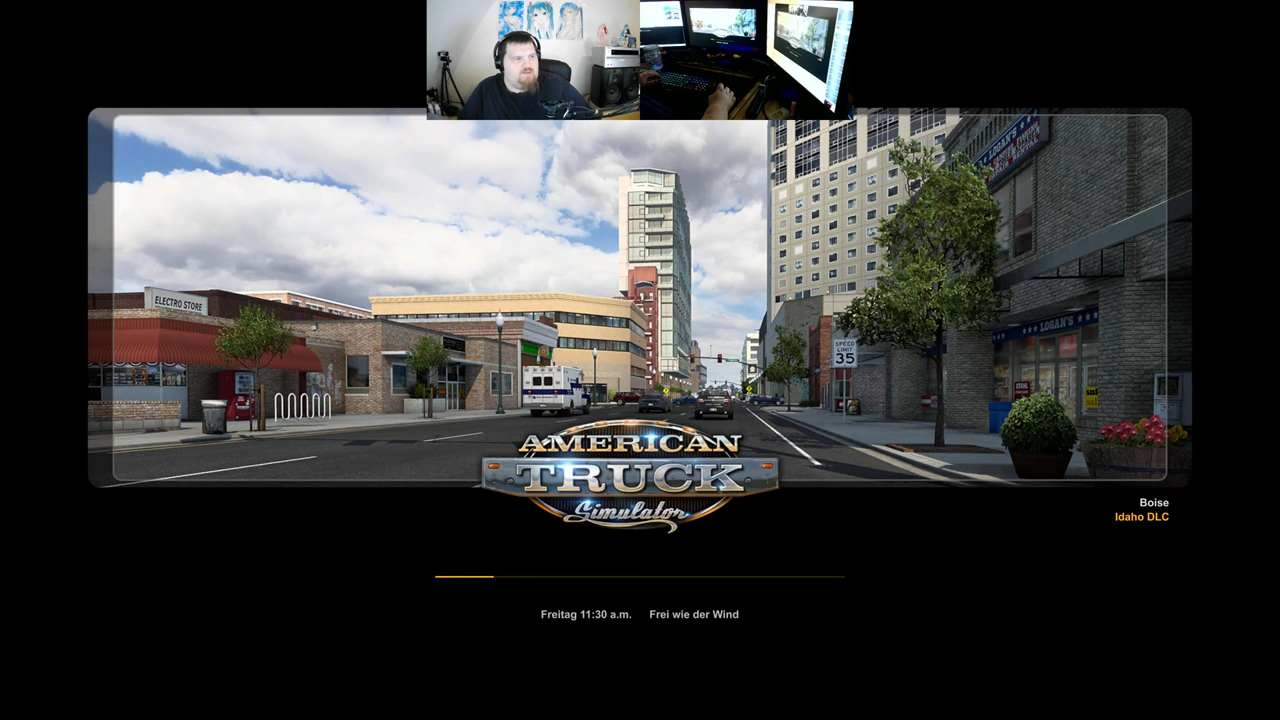 LOGAN'S
ELECTRO STORE
LOGAN'S
SPEED
LIMIT
35
AMERICAN
TRUCK
Simulator
Boise
Idaho DLC
Freitag 11:30 a.m. Frei wie der Wind